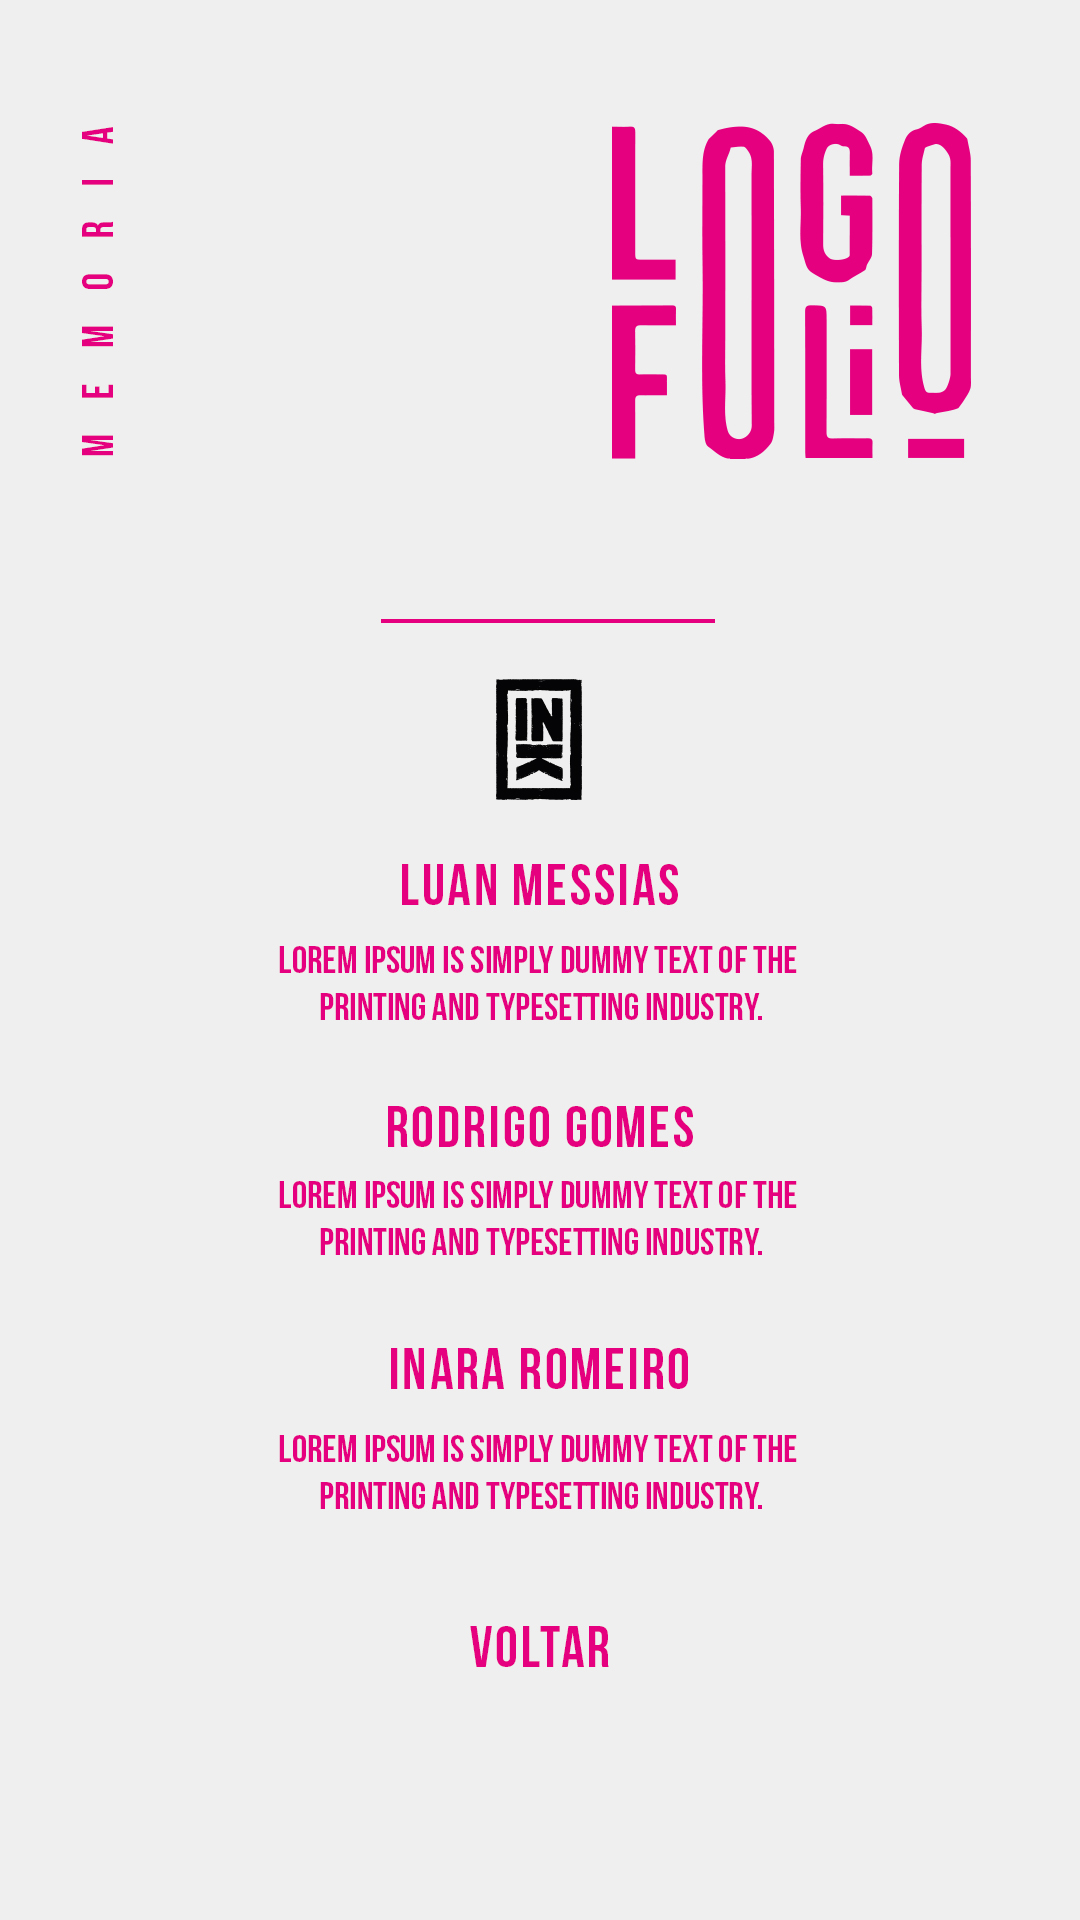 MEMORIA
LOGO
FOLiO
IN
K
LUAN MESSIAS
LOREM IPSUM IS SIMPLY DUMMY TEXT OF THE
PRINTING AND TYPESETTING INDUSTRY.
RODRIGO GOMES
LOREM IPSUM IS SIMPLY DUMMY TEXT OF THE
PRINTING AND TYPESETTING INDUSTRY.
INARA ROMEIRO
LOREM IPSUM IS SIMPLY DUMMY TEXT OF THE
PRINTING AND TYPESETTING INDUSTRY.
VOLTAR